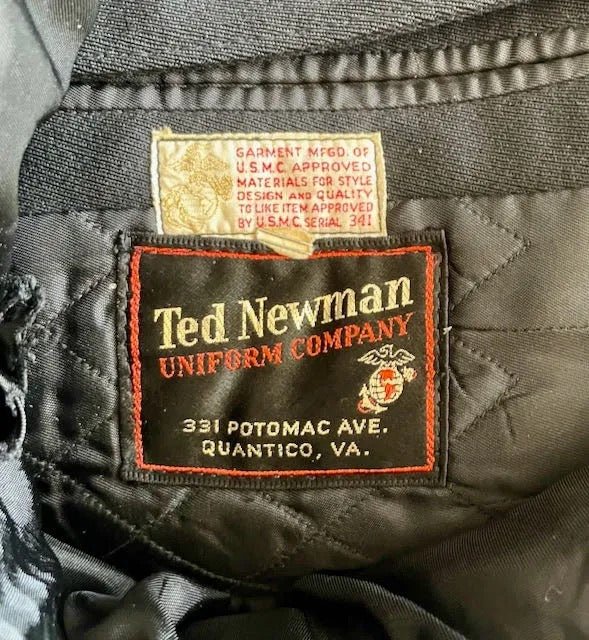 GARMENT MFGD. OF
U.S.M.C. APPROVED
MATERIALS FOR STYLE
DESIGN AND QUALITY
TO LIKE ITEM APPROVED
BY U.S.M.C. SERIAL 341
Ted Newman
UNIFORM COMPANY
331 POTOMAC AVE.
QUANTICO, VA.